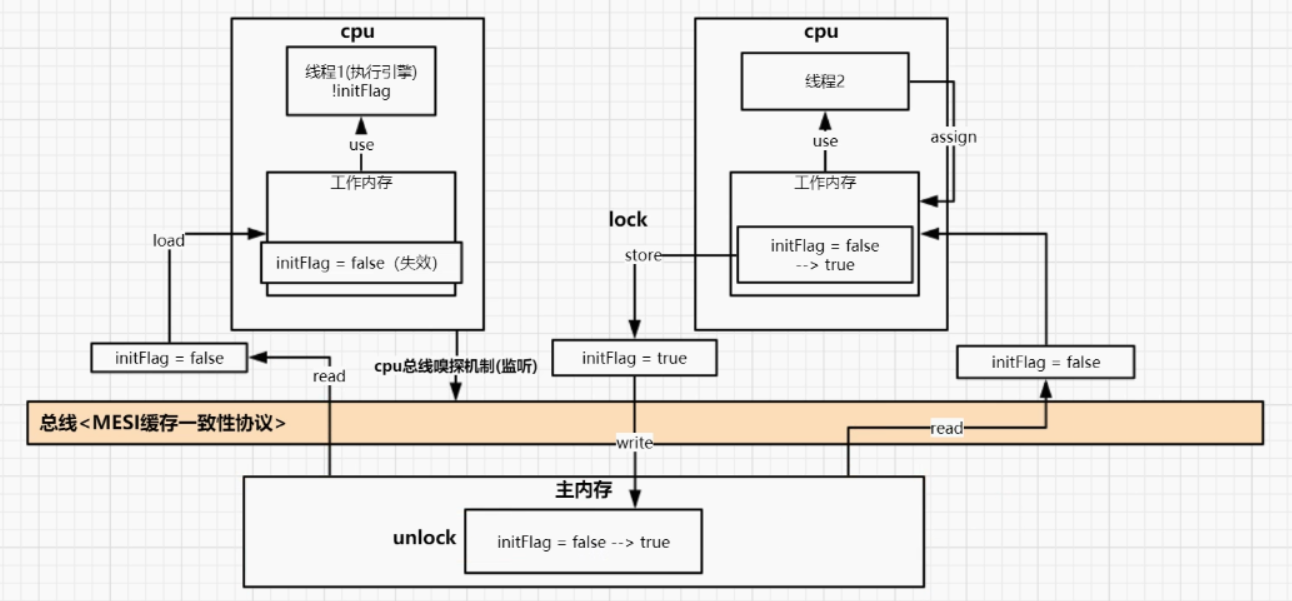 cpu
线程1(执行引擎)
!initFlag
use
工作内存
load
initFlag = false（失效）
initFlag = false
read
cpu总线嗅探机制(监听)
cpu
线程2
use
assign
工作内存
lock
store
initFlag = false
--> true
initFlag = true
initFlag = false
总线<MESI缓存一致性协议>
write
read
主内存
unlock
initFlag = false --> true